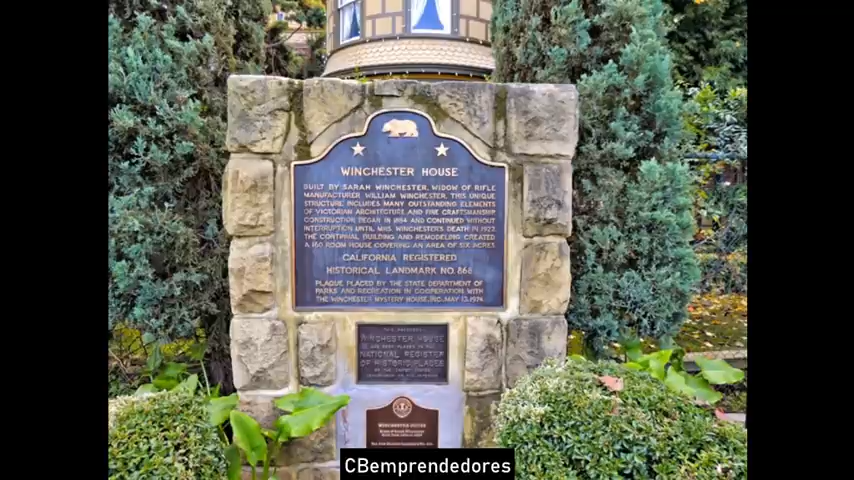 WINCHESTER HOUSE
BUILT BY SARAH WINCHESTER, WIDOW OF RIFLE
MANUFACTURER WILLIAM WINCHESTER, THIS UNIQUE
STRUCTURE INCLUDES MANY OUTSTANDING ELEMENTS
OF VICTORIAN ARCHITECTURE AND FINE CRAFTSMANSHIP.
CONSTRUCTION BEGAN IN 1884 AND CONTINUED WITHOUT
INTERRUPTION UNTIL MRS. WINCHESTER'S DEATH IN 1922.
THE CONTINUAL BUILDING AND REMODELING CREATED
A 160 ROOM HOUSE COVERING AN AREA OF SIX ACRES.
CALIFORNIA REGISTERED
HISTORICAL LANDMARK NO. 868
PLAQUE PLACED BY THE STATE DEPARTMENT OF
PARKS AND RECREATION IN COOPERATION WITH
THE WINCHESTER MYSTERY HOUSE, INC. MAY 13, 1974
WINCHESTER HOUSE
NATIONAL REGISTER
OF HISTORIC PLACES
CBemprendedores